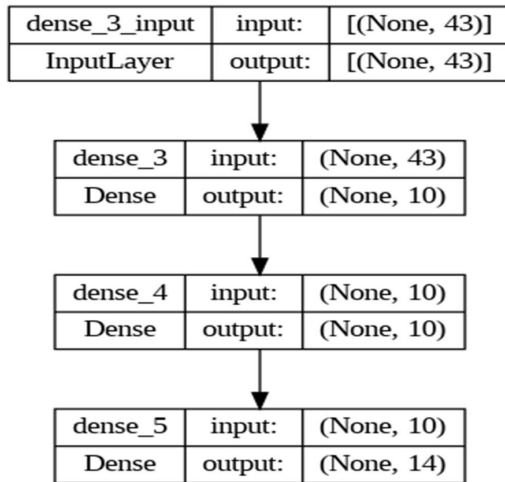 dense_3_input input: [(None, 43)]
InputLayer output: [(None, 43)]
dense_3 input: (None, 43)
Dense output: (None, 10)
dense_4 input: (None, 10)
Dense output: (None, 10)
dense_5 input: (None, 10)
Dense output: (None, 14)